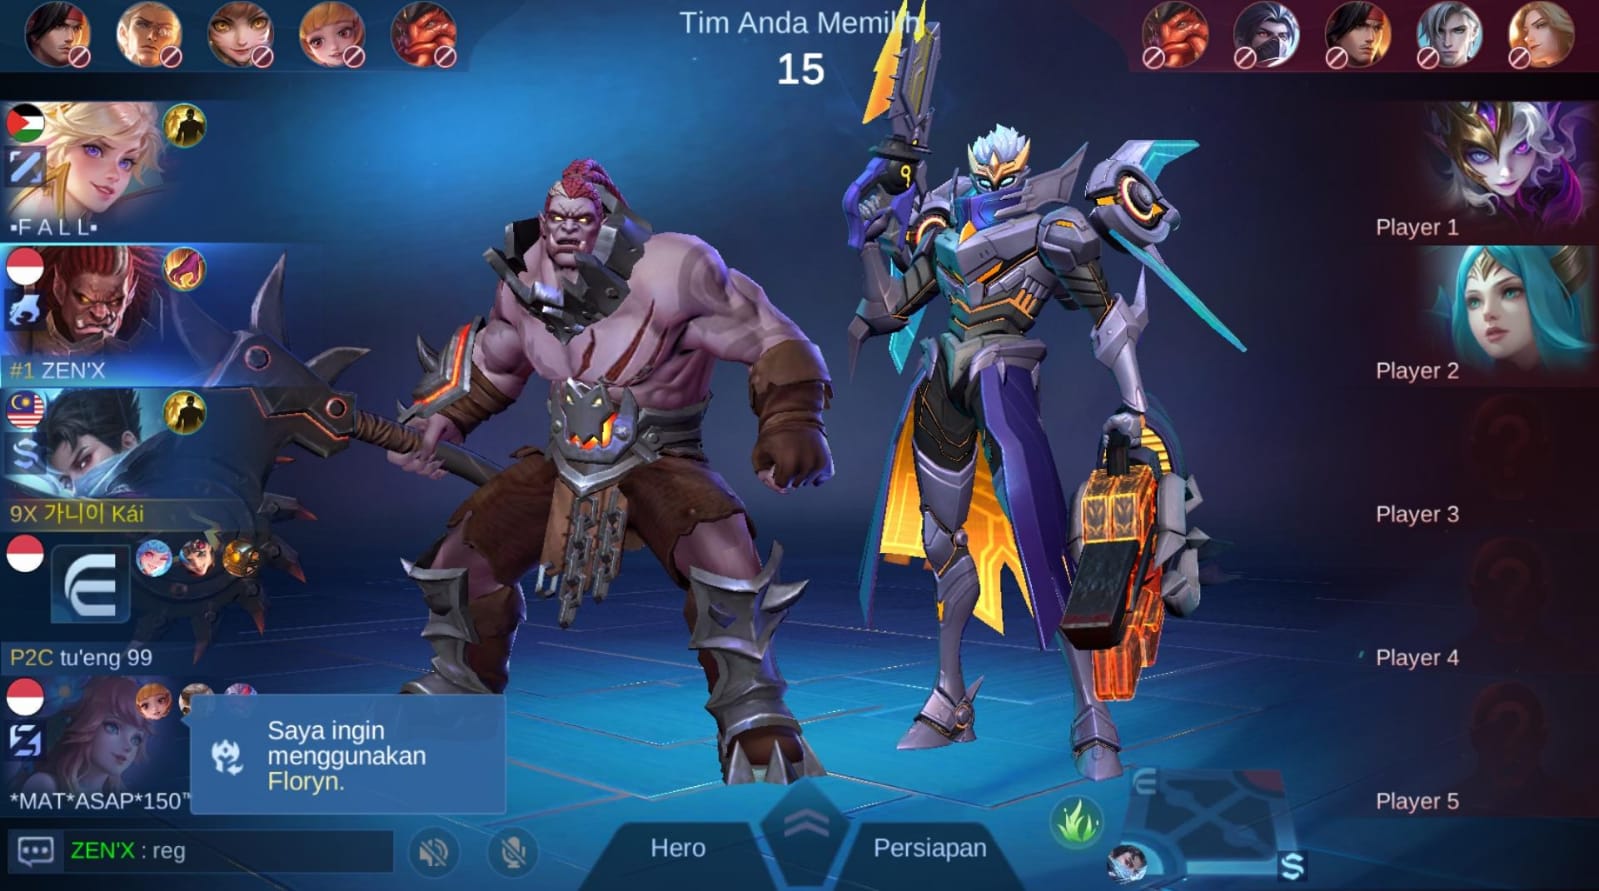 Tim Anda Memilih
15
▪F A L L▪
#1 ZEN'X
9X 가니이 Kái
P2C tu'eng 99
*MAT*ASAP*150™
Saya ingin
menggunakan
Floryn.
ZEN'X : reg
Hero
Persiapan
Player 1
Player 2
Player 3
Player 4
Player 5